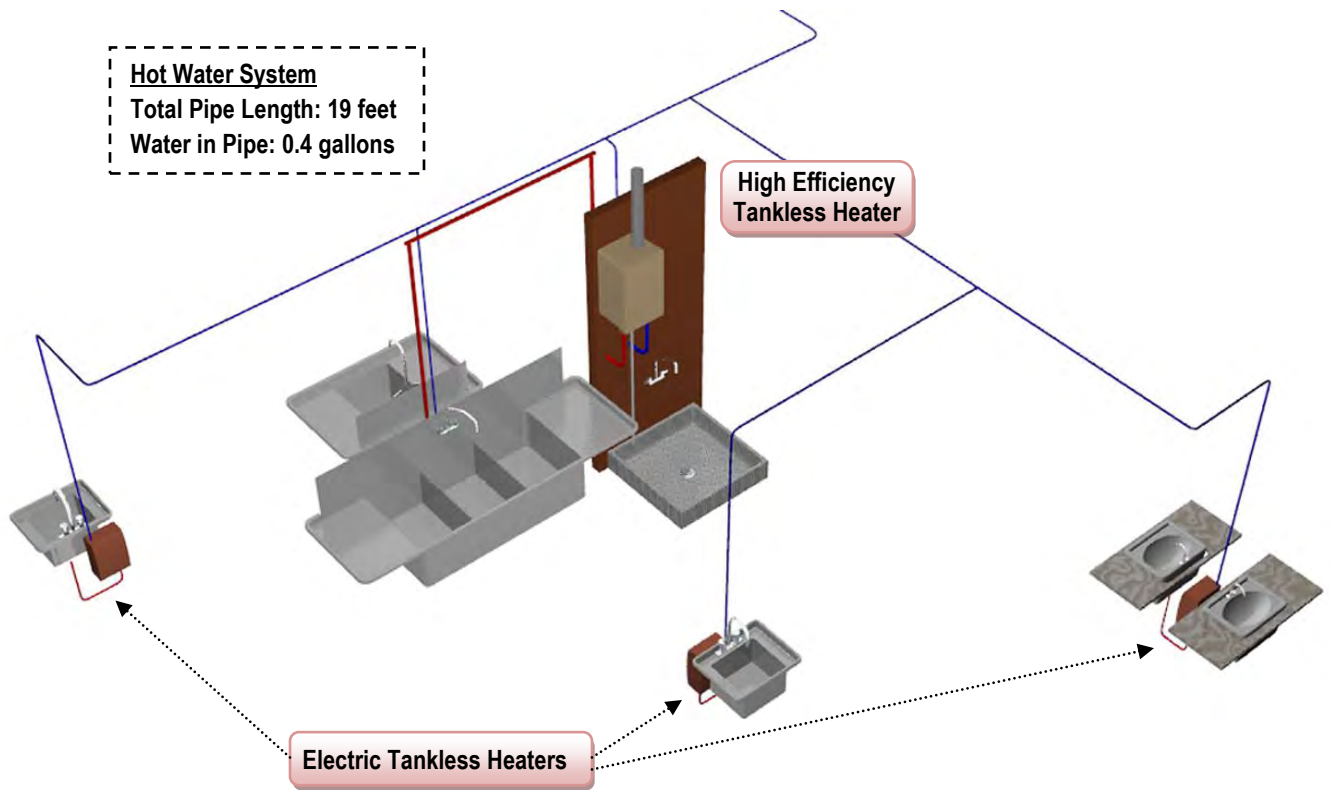 Hot Water System
Total Pipe Length: 19 feet
Water in Pipe: 0.4 gallons
High Efficiency
Tankless Heater
Electric Tankless Heaters